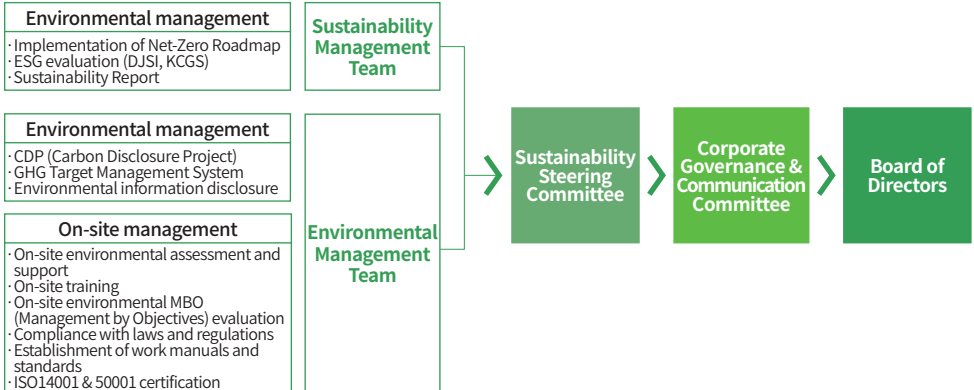 Environmental management
· Implementation of Net-Zero Roadmap
· ESG evaluation (DJSI, KCGS)
· Sustainability Report
Sustainability
Management
Team
Environmental management
· CDP (Carbon Disclosure Project)
· GHG Target Management System
· Environmental information disclosure
On-site management
· On-site environmental assessment and
support
· On-site training
· On-site environmental MBO
(Management by Objectives) evaluation
· Compliance with laws and regulations
· Establishment of work manuals and
standards
· ISO14001 & 50001 certification
Environmental
Management
Team
Sustainability
Steering
Committee
Corporate
Governance &
Communication
Committee
Board of
Directors